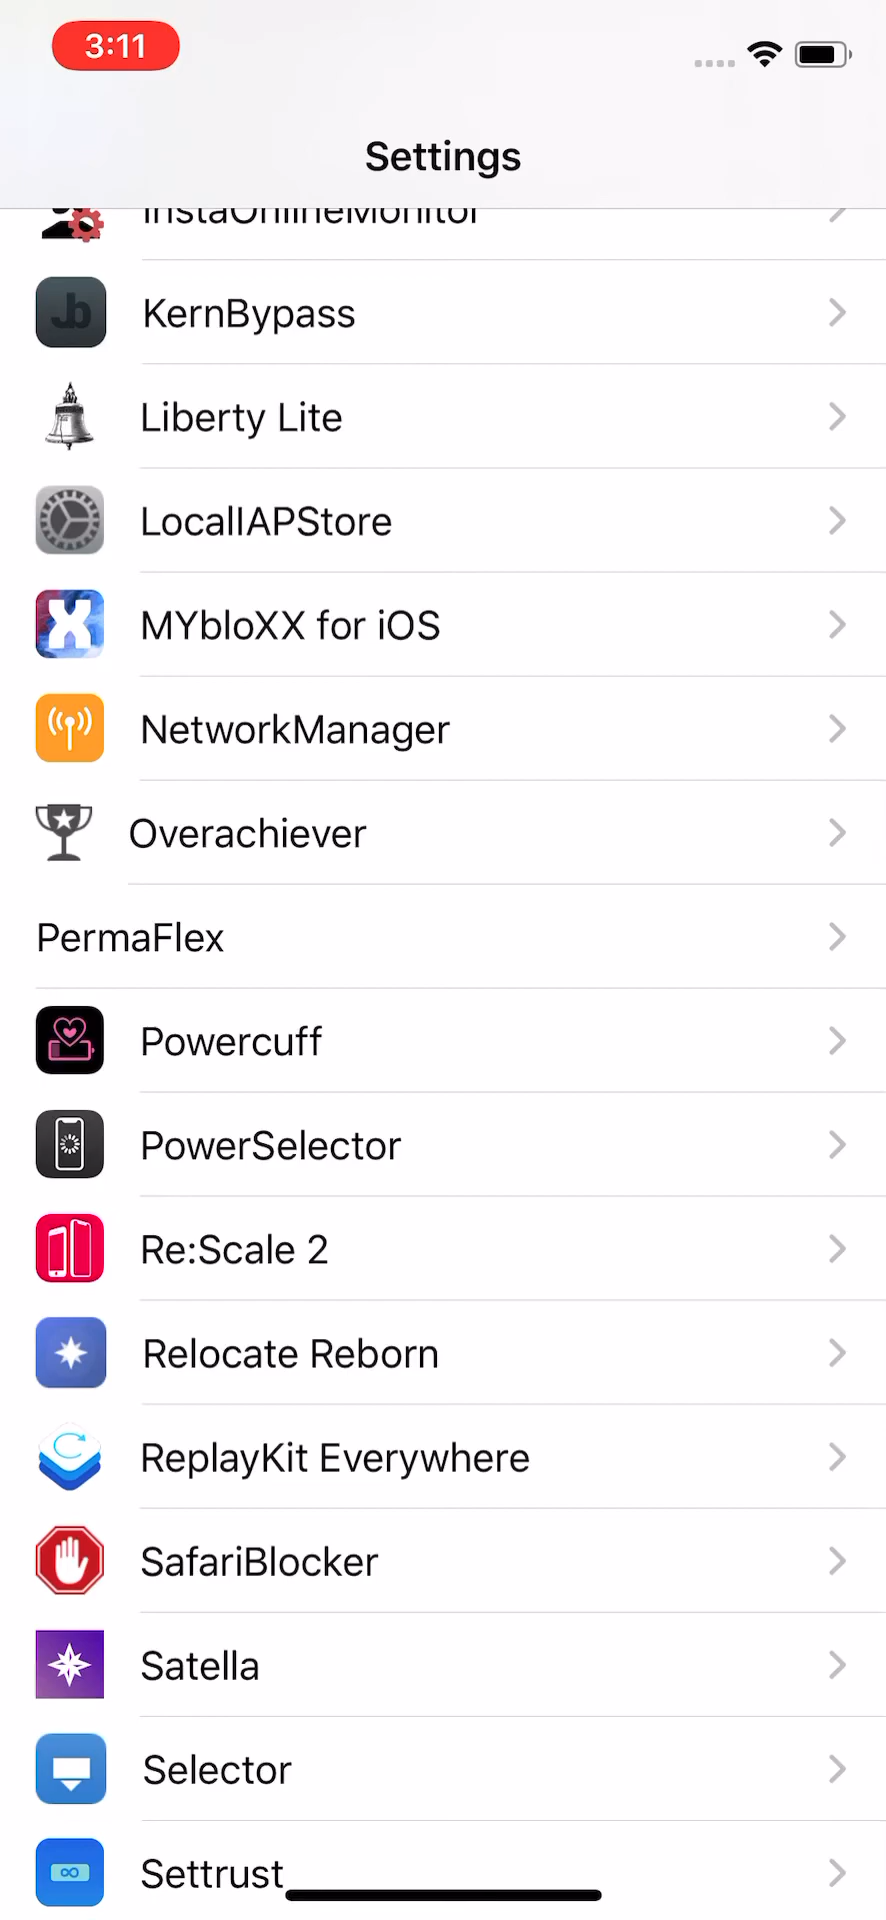 3:11
Settings
InstaOnlineMonitor
KernBypass
Liberty Lite
LocalIAPStore
MYbloXX for iOS
NetworkManager
Overachiever
PermaFlex
Powercuff
PowerSelector
Re:Scale 2
Relocate Reborn
ReplayKit Everywhere
SafariBlocker
Satella
Selector
Settrust